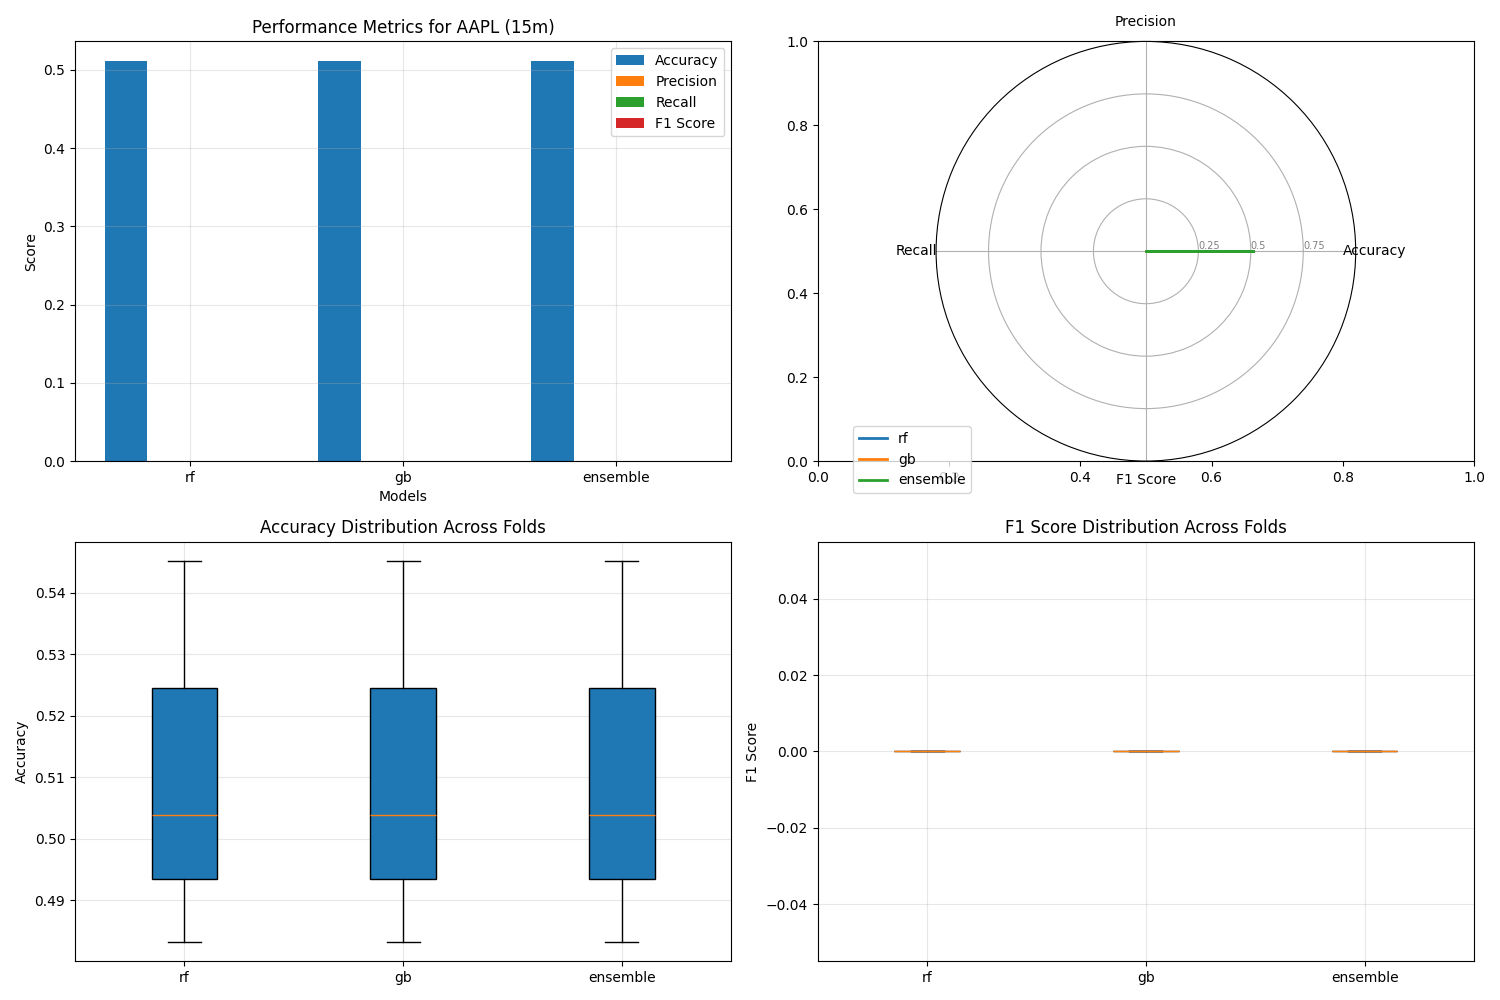 Performance Metrics for AAPL (15m)
Score
0.5
0.4
0.3
0.2
0.1
0.0
Accuracy
Precision
Recall
F1 Score
rf
gb
ensemble
Models
Precision
1.0
0.8
0.6
0.4
0.2
0.0
Recall
0.25
0.5
0.75
Accuracy
rf
gb
ensemble
0.0
0.4
F1 Score
0.6
0.8
1.0
Accuracy Distribution Across Folds
Accuracy
0.54
0.53
0.52
0.51
0.50
0.49
rf
gb
ensemble
F1 Score Distribution Across Folds
F1 Score
0.04
0.02
0.00
−0.02
−0.04
rf
gb
ensemble